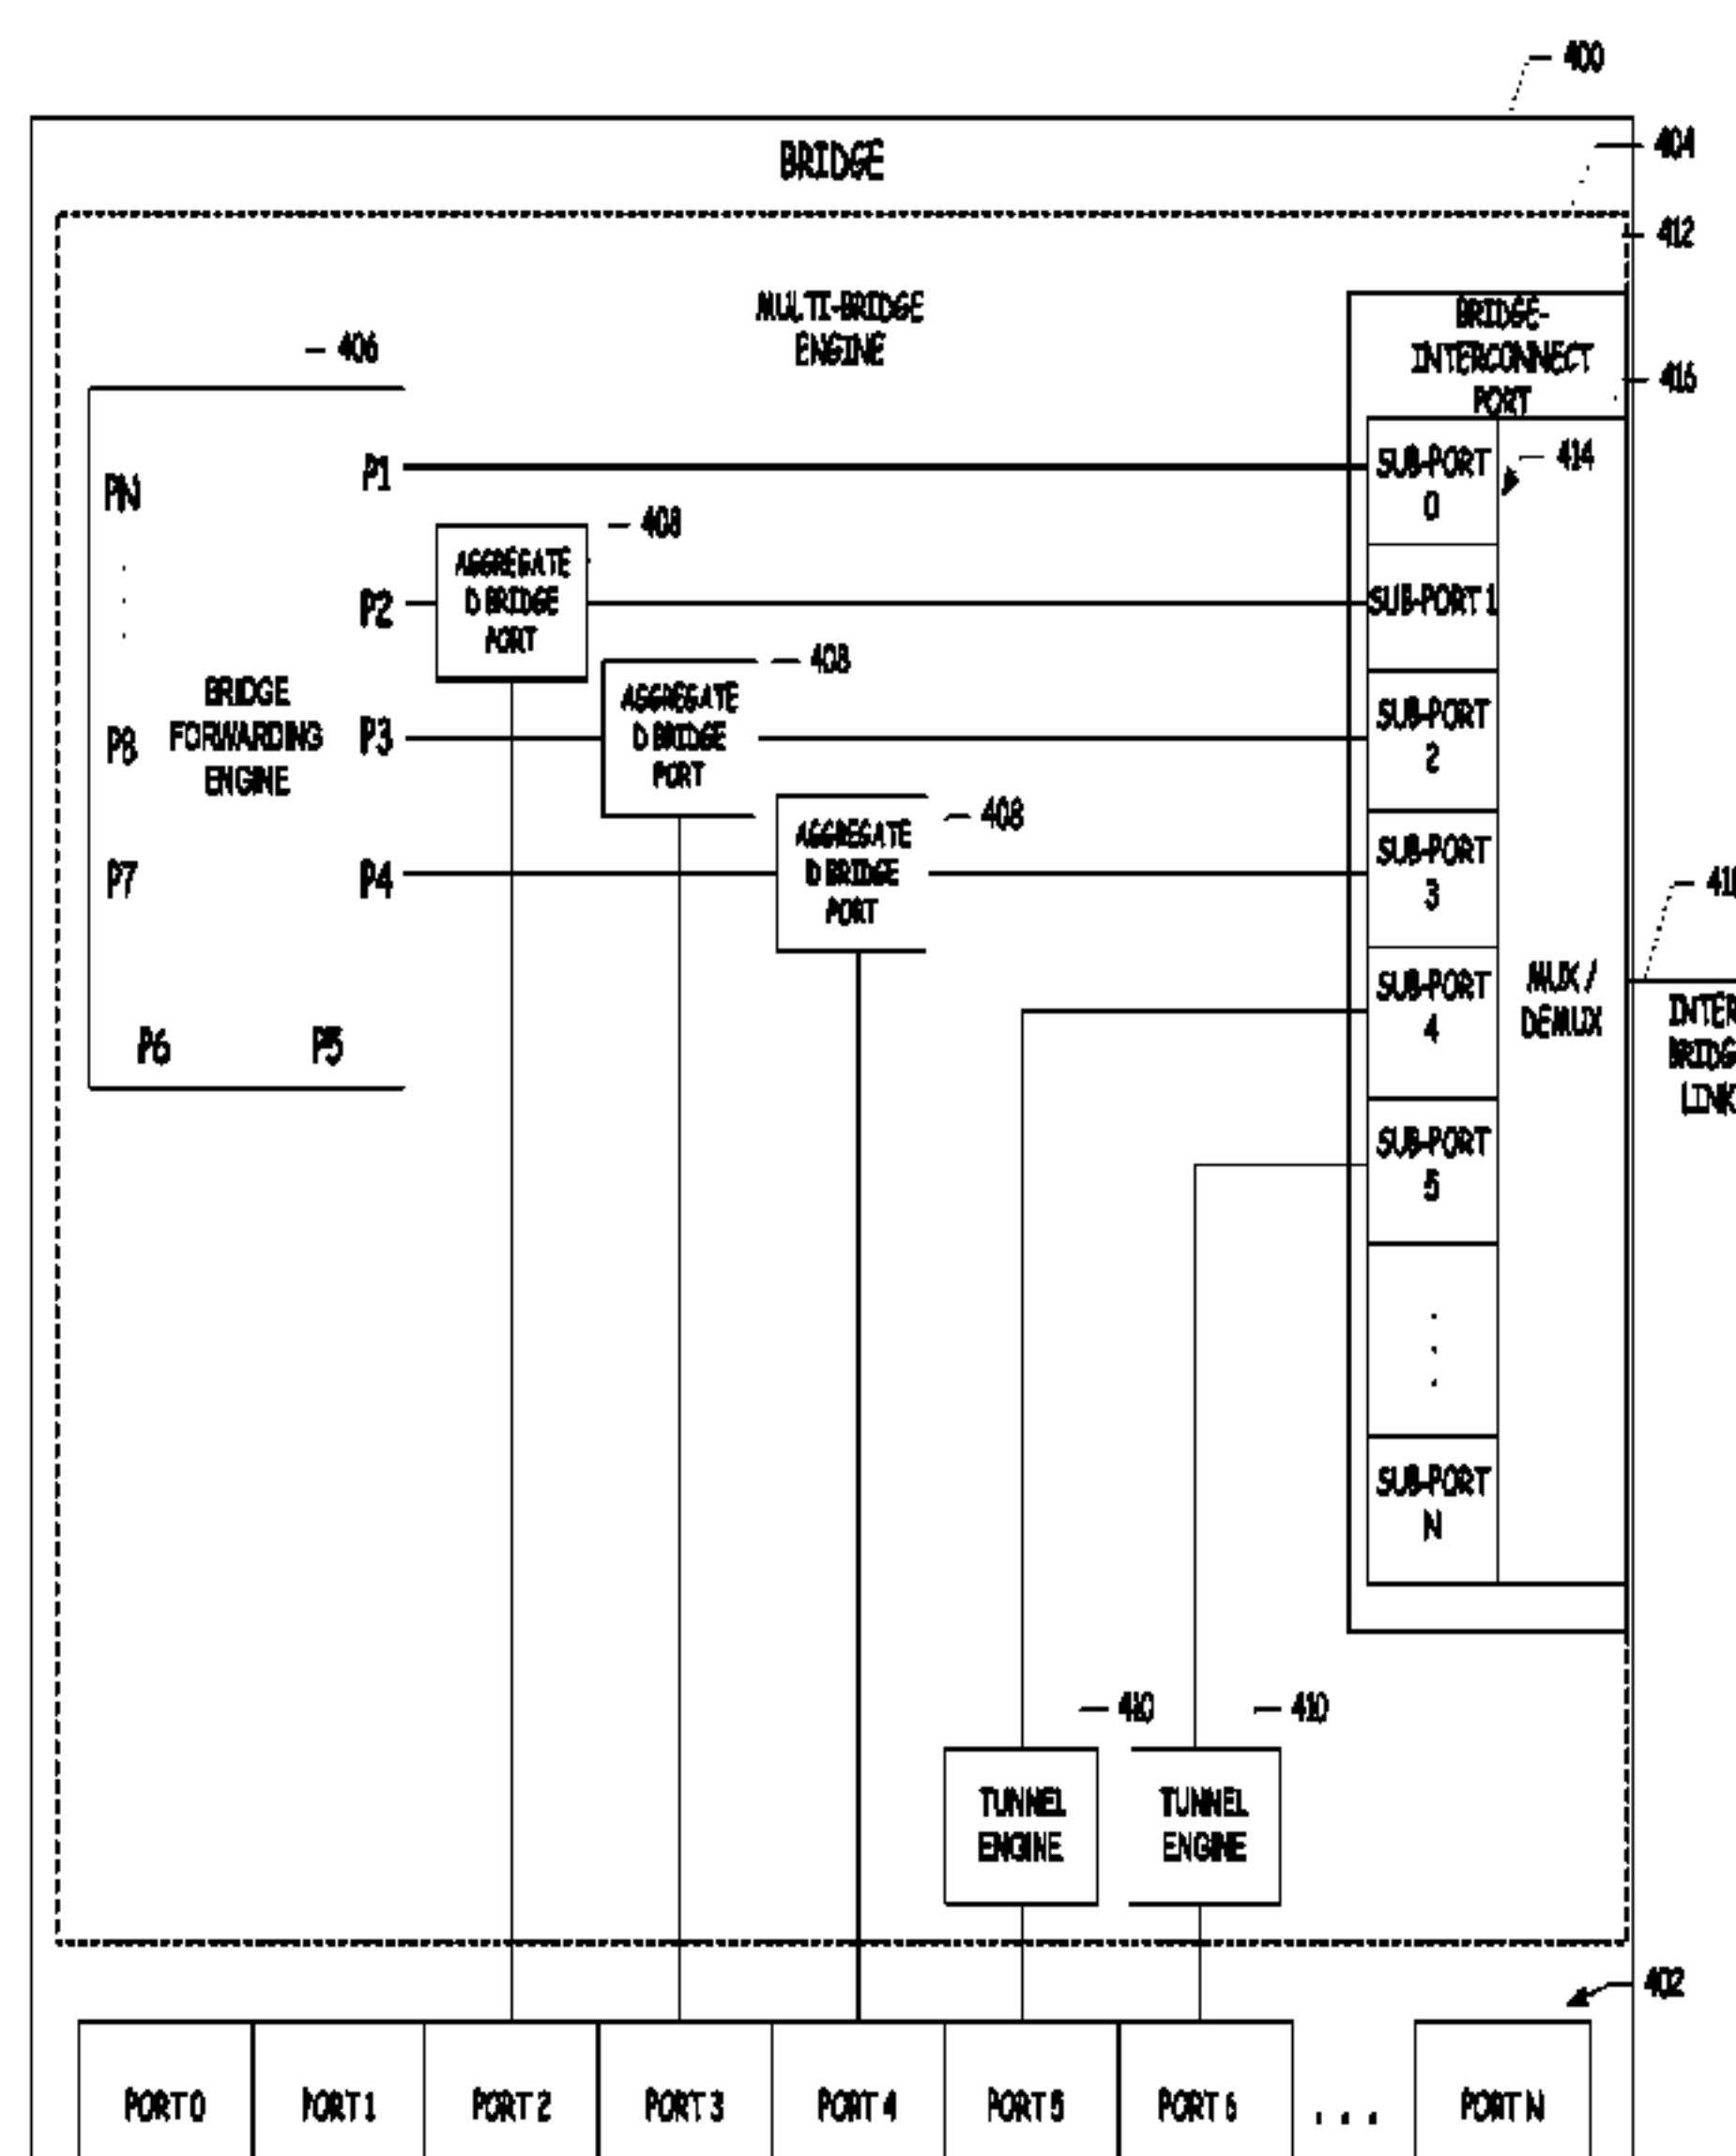 400
BRIDGE
404
412
MULTI-BRIDGE
ENGINE
BRIDGE-
INTERCONNECT
PORT
406
416
PN
P1
SUB-PORT
0
414
408
AGGREGATE
D BRIDGE
PORT
P2
SUB-PORT 1
408
AGGREGATE
D BRIDGE
PORT
BRIDGE
FORWARDING
ENGINE
P8
P3
SUB-PORT
2
408
AGGREGATE
D BRIDGE
PORT
P7
P4
SUB-PORT
3
MUX /
DEMUX
SUB-PORT
4
INTER
BRIDG
LINK
P6
P5
SUB-PORT
5
.
.
.
SUB-PORT
N
410
410
TUNNEL
ENGINE
TUNNEL
ENGINE
402
PORT 0
PORT 1
PORT 2
PORT 3
PORT 4
PORT 5
PORT 6
...
PORT N